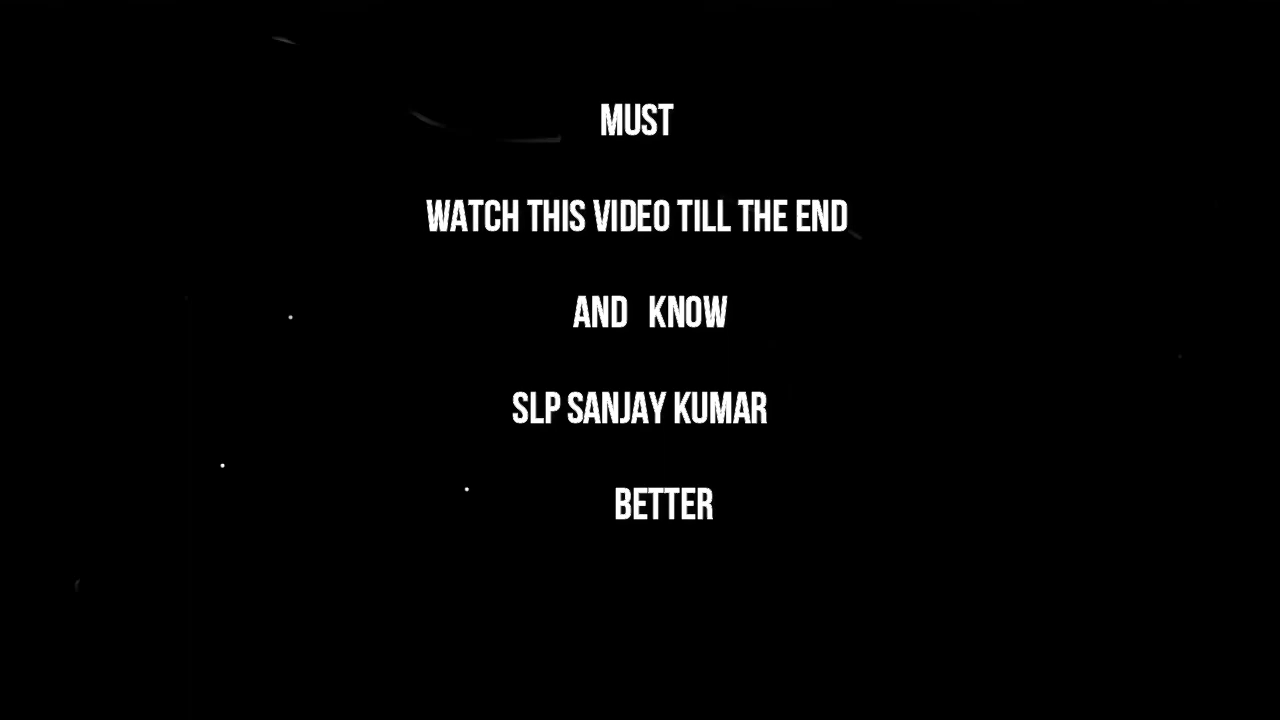 MUST
WATCH THIS VIDEO TILL THE END
AND KNOW
SLP SANJAY KUMAR
BETTER